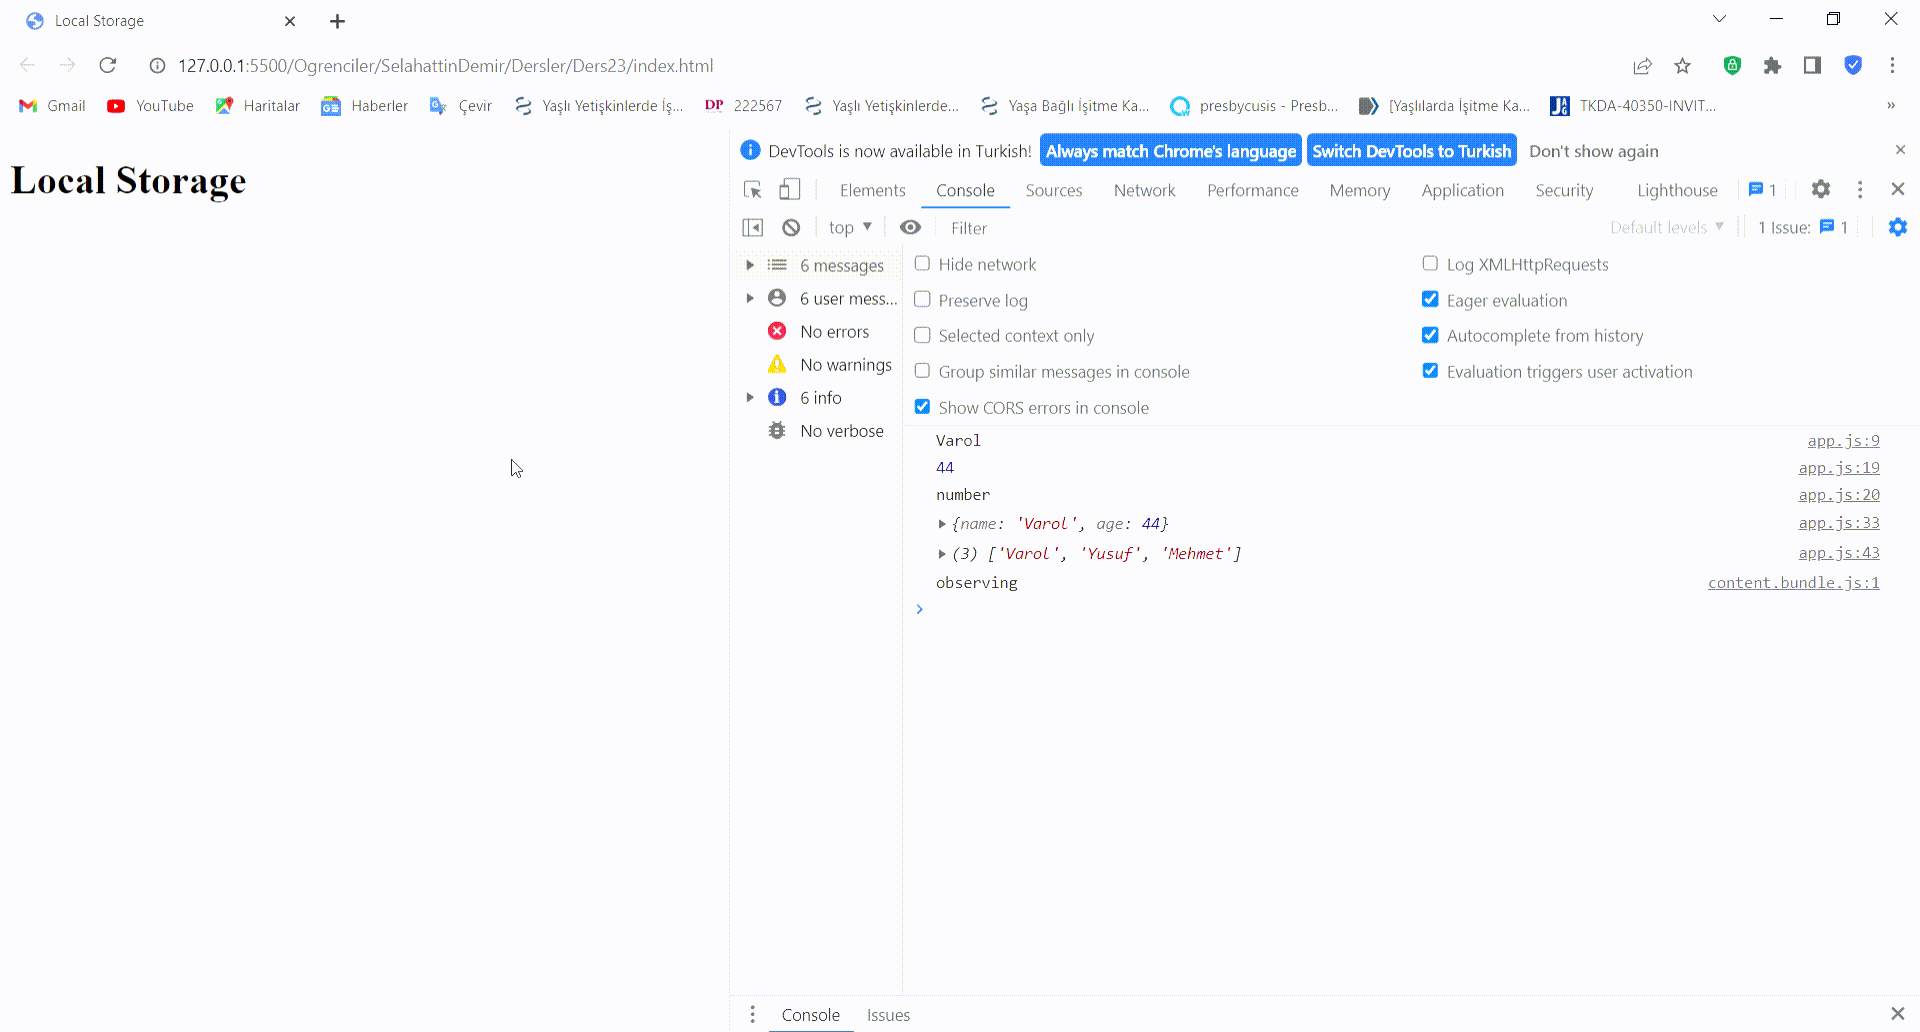 Local Storage
127.0.0.1:5500/Ogrenciler/SelahattinDemir/Dersler/Ders23/index.html
Gmail YouTube Haritalar Haberler Çevir Yaşlı Yetişkinlerde İş... DP 222567 Yaşlı Yetişkinlerde... Yaşa Bağlı İşitme Ka... presbycusis - Presb... [Yaşlılarda İşitme Ka... TKDA-40350-INVIT... »
Local Storage
DevTools is now available in Turkish! Always match Chrome's language Switch DevTools to Turkish Don't show again
Elements Console Sources Network Performance Memory Application Security Lighthouse 1
top Filter Default levels 1 Issue: 1
6 messages
6 user mess...
No errors
No warnings
6 info
No verbose
Hide network Log XMLHttpRequests
Preserve log Eager evaluation
Selected context only Autocomplete from history
Group similar messages in console Evaluation triggers user activation
Show CORS errors in console
Varol app.js:9
44 app.js:19
number app.js:20
{name: 'Varol', age: 44} app.js:33
(3) ['Varol', 'Yusuf', 'Mehmet'] app.js:43
observing content.bundle.js:1
Console Issues